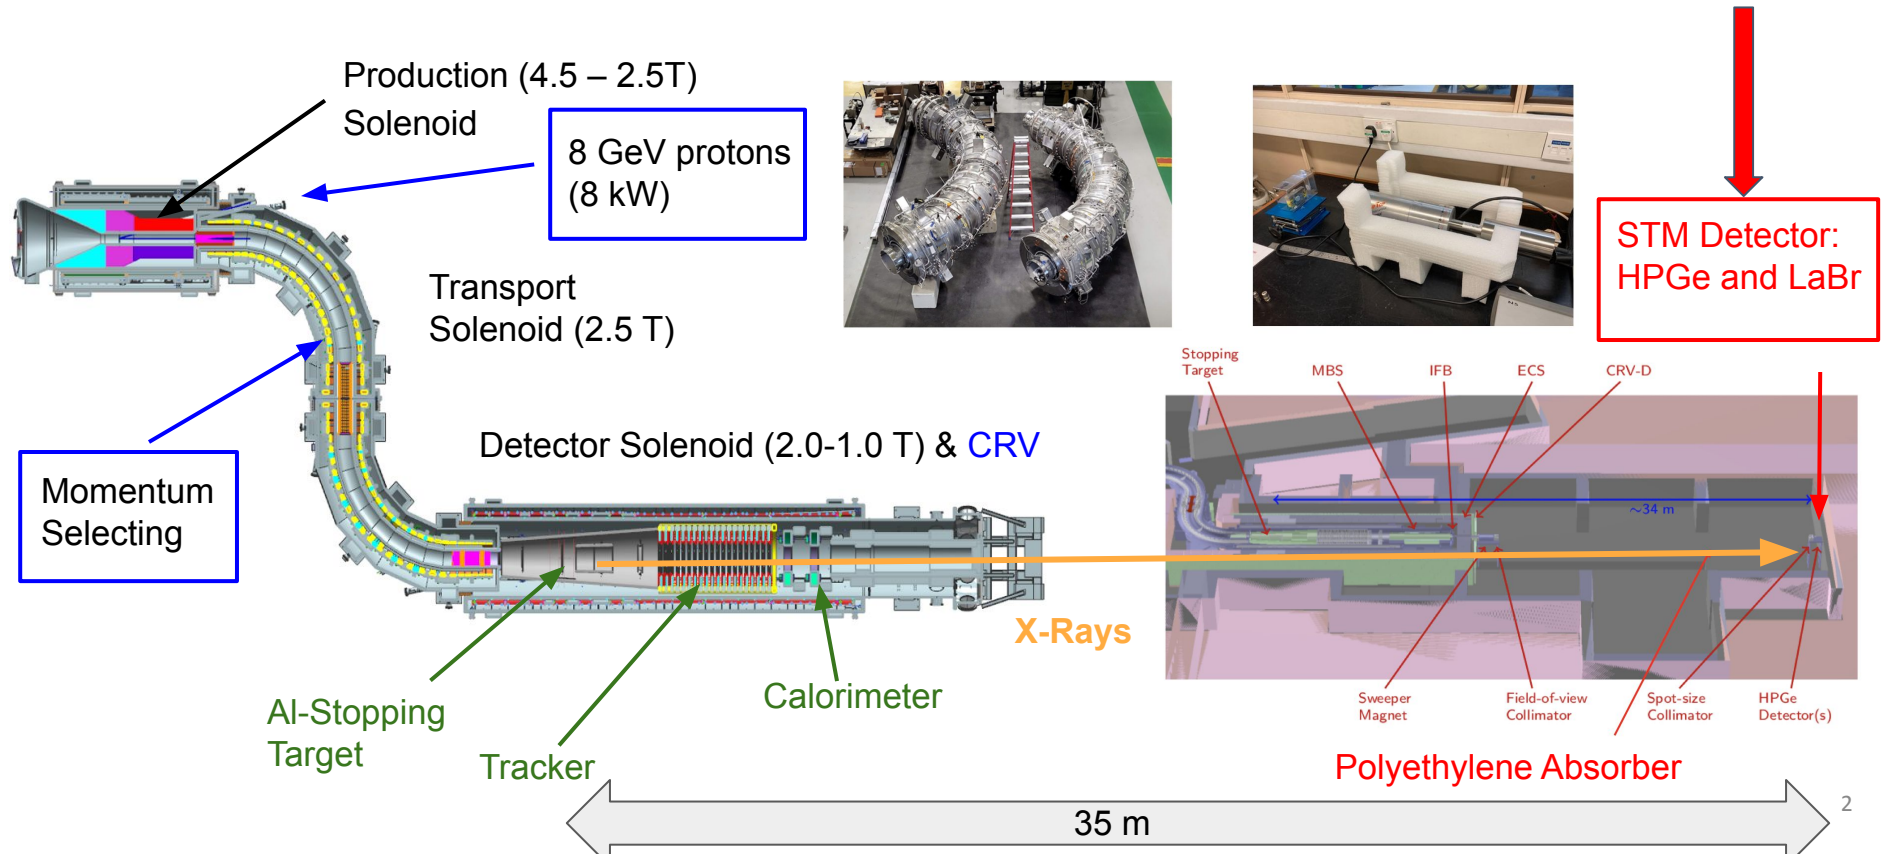 Production (4.5 – 2.5T)
Solenoid
8 GeV protons
(8 kW)
Transport
Solenoid (2.5 T)
STM Detector:
HPGe and LaBr
Stopping
Target
MBS
IFB
ECS
CRV-D
Detector Solenoid (2.0-1.0 T) & CRV
Momentum
Selecting
~34 m
X-Rays
Al-Stopping
Target
Tracker
Calorimeter
Sweeper
Magnet
Field-of-view
Collimator
Spot-size
Collimator
HPGe
Detector(s)
Polyethylene Absorber
35 m
2